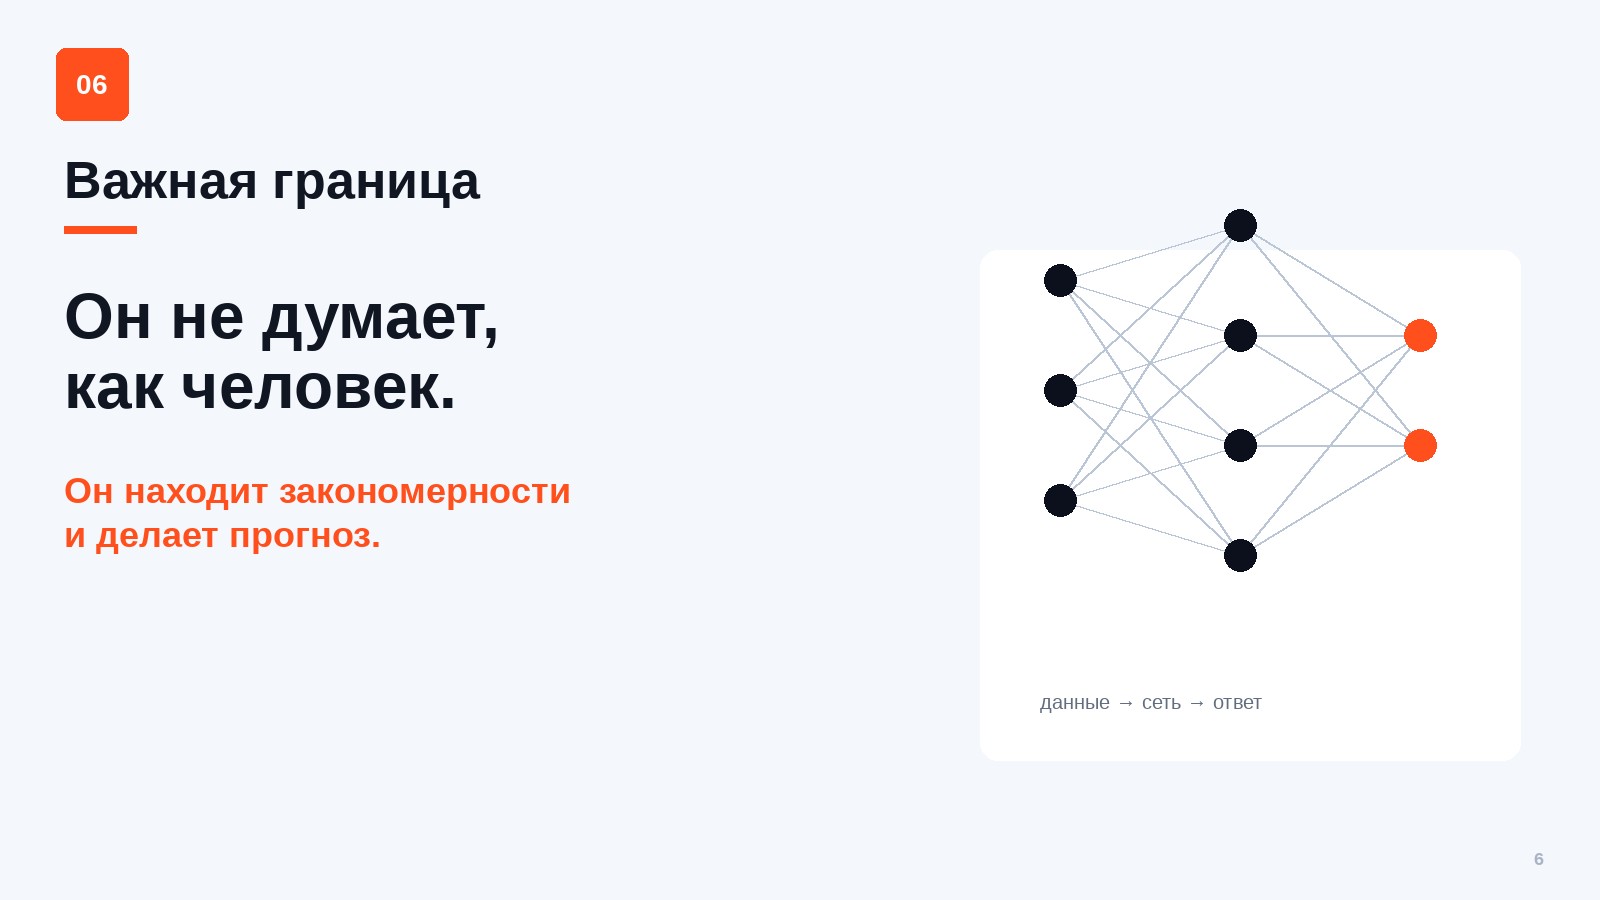 06
Важная граница
Он не думает,
как человек.
Он находит закономерности
и делает прогноз.
данные → сеть → ответ
6